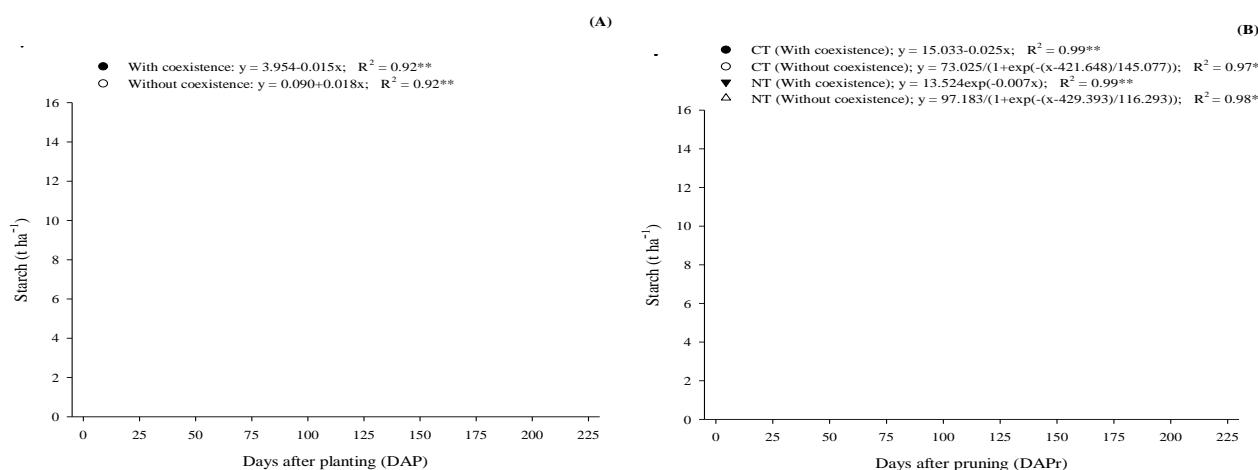 (A)
● With coexistence: y = 3.954-0.015x; R² = 0.92**
○ Without coexistence: y = 0.090+0.018x; R² = 0.92**
16
14
12
10
8
6
4
2
0
Starch (t ha⁻¹)
0 25 50 75 100 125 150 175 200 225
Days after planting (DAP)
(B)
● CT (With coexistence); y = 15.033-0.025x; R² = 0.99**
○ CT (Without coexistence); y = 73.025/(1+exp(-(x-421.648)/145.077)); R² = 0.97*
▼ NT (With coexistence); y = 13.524exp(-0.007x); R² = 0.99**
△ NT (Without coexistence); y = 97.183/(1+exp(-(x-429.393)/116.293)); R² = 0.98*
16
14
12
10
8
6
4
2
0
Starch (t ha⁻¹)
0 25 50 75 100 125 150 175 200 225
Days after pruning (DAPr)